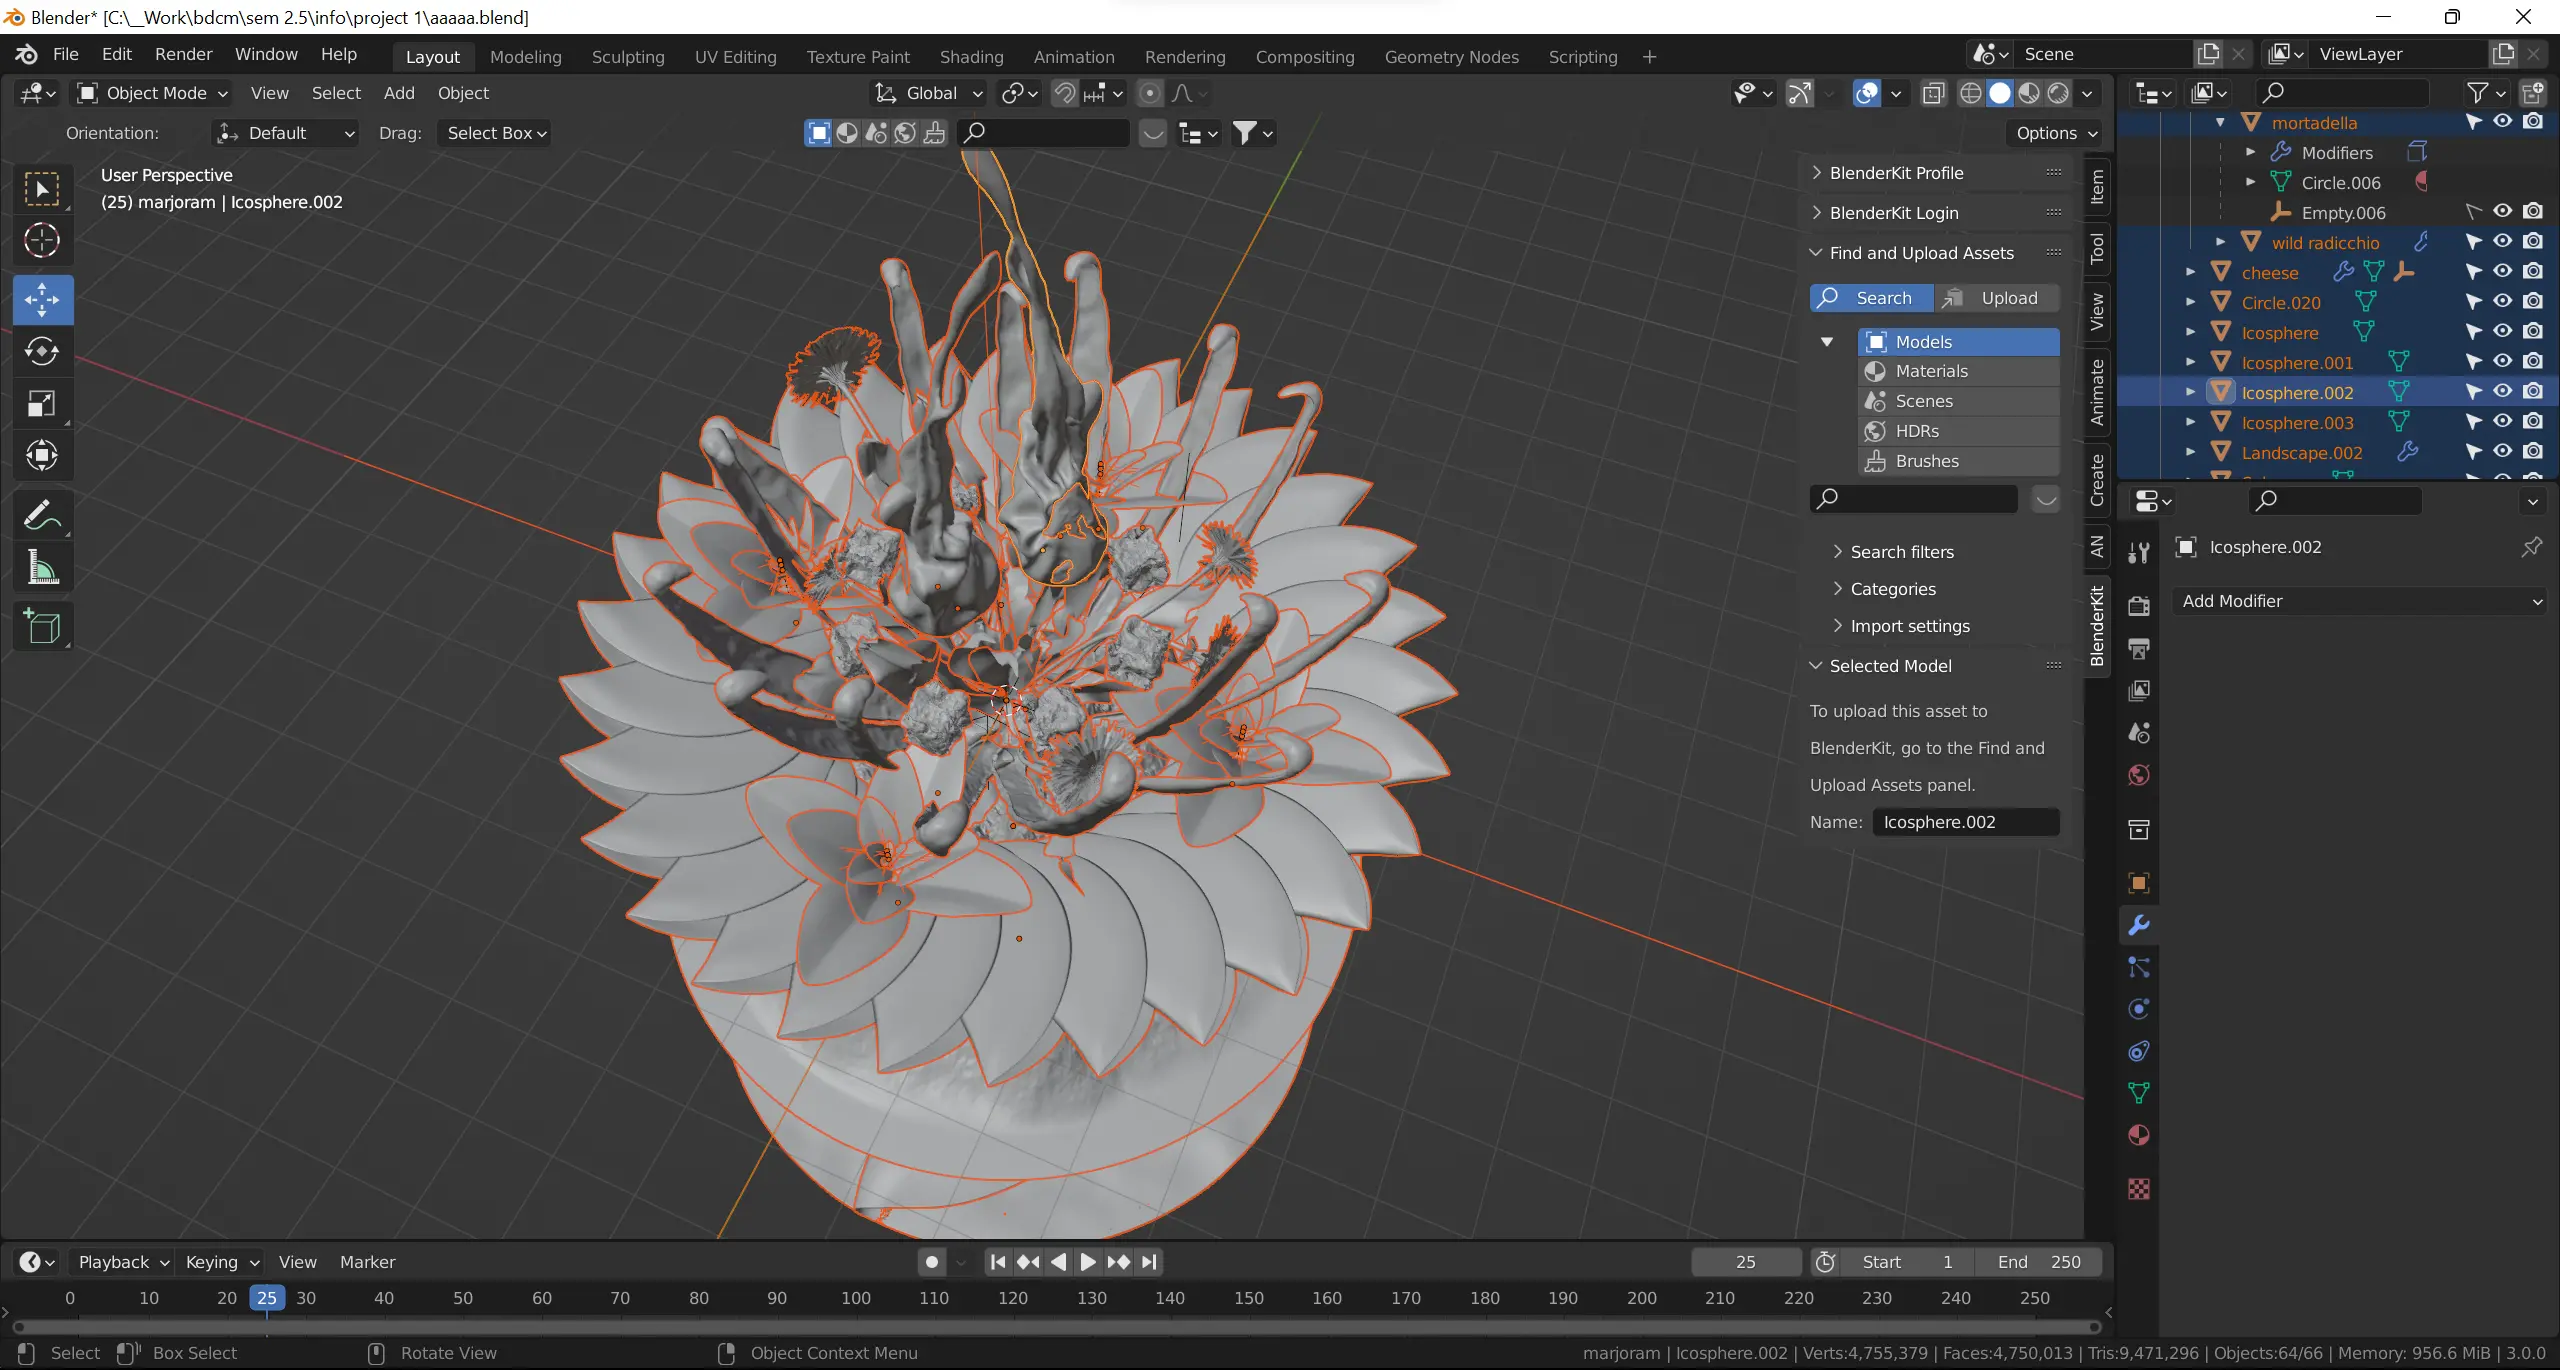 Blender* [C:\__Work\bdcm\sem 2.5\info\project 1\aaaaa.blend]
File Edit Render Window Help Layout Modeling Sculpting UV Editing Texture Paint Shading Animation Rendering Compositing Geometry Nodes Scripting + Scene ViewLayer
Object Mode View Select Add Object Global
Orientation: Default Drag: Select Box Options
User Perspective
(25) marjoram | Icosphere.002
BlenderKit Profile
BlenderKit Login
Find and Upload Assets
Search Upload
Models
Materials
Scenes
HDRs
Brushes
Search filters
Categories
Import settings
Selected Model
To upload this asset to
BlenderKit, go to the Find and
Upload Assets panel.
Name: Icosphere.002
Item
Tool
View
Animate
Create
AN
BlenderKit
mortadella
Modifiers
Circle.006
Empty.006
wild radicchio
cheese
Circle.020
Icosphere
Icosphere.001
Icosphere.002
Icosphere.003
Landscape.002
Icosphere.002
Add Modifier
Playback Keying View Marker 25 Start 1 End 250
0 10 20 25 30 40 50 60 70 80 90 100 110 120 130 140 150 160 170 180 190 200 210 220 230 240 250
Select Box Select Rotate View Object Context Menu marjoram | Icosphere.002 | Verts:4,755,379 | Faces:4,750,013 | Tris:9,471,296 | Objects:64/66 | Memory: 956.6 MiB | 3.0.0